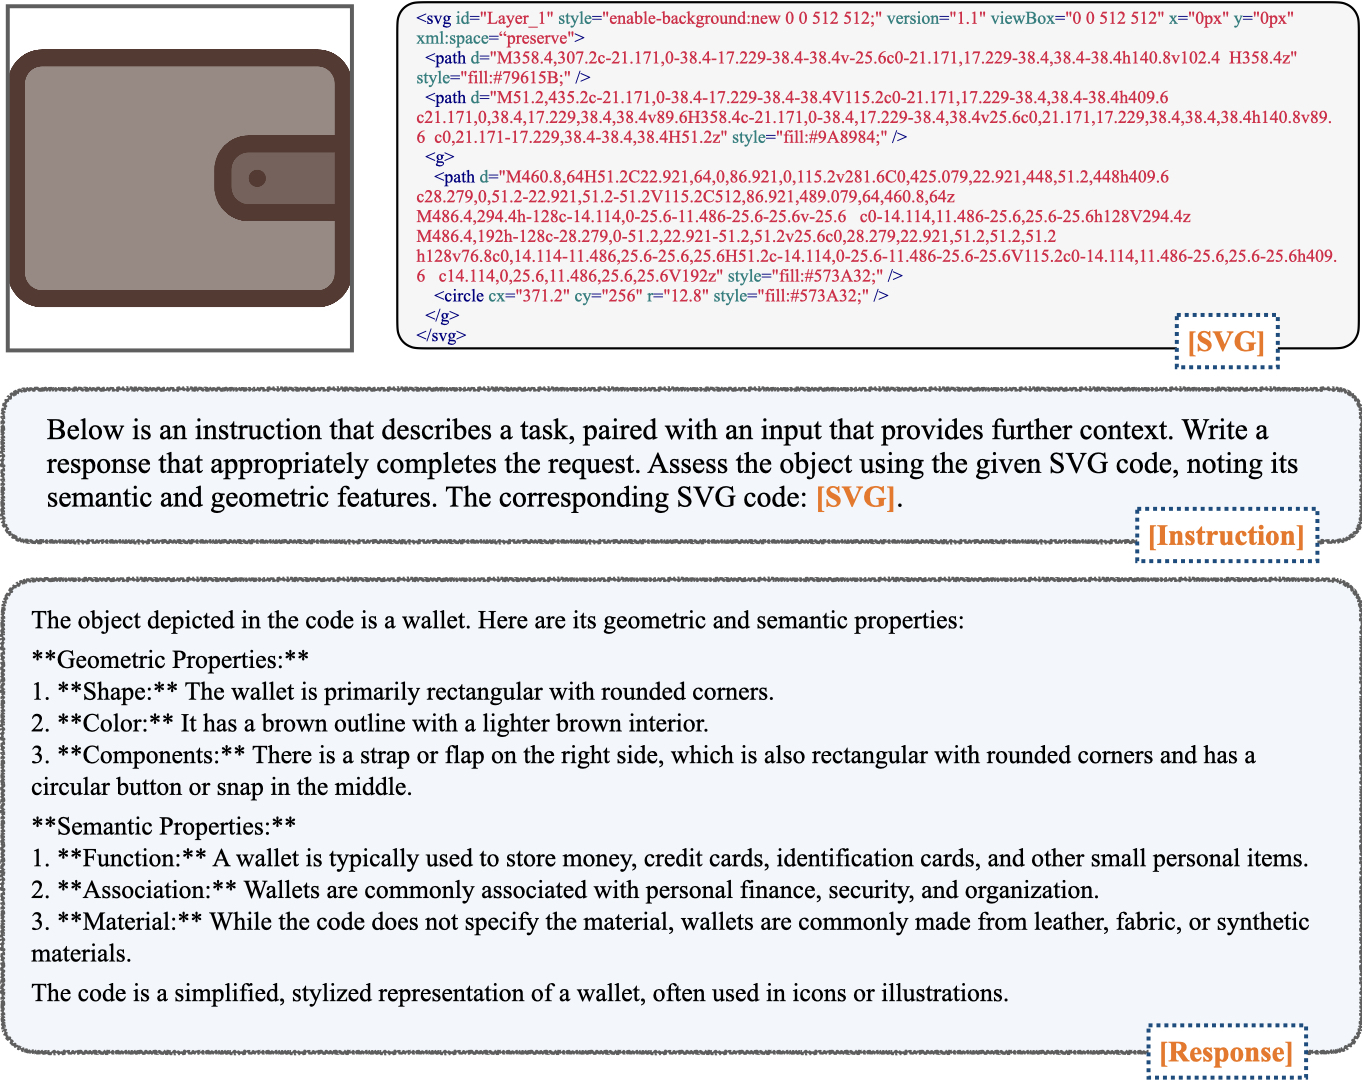 <svg id="Layer_1" style="enable-background:new 0 0 512 512;" version="1.1" viewBox="0 0 512 512" x="0px" y="0px"
xml:space=“preserve">
<path d="M358.4,307.2c-21.171,0-38.4-17.229-38.4-38.4v-25.6c0-21.171,17.229-38.4,38.4-38.4h140.8v102.4  H358.4z"
style="fill:#79615B;" />
<path d="M51.2,435.2c-21.171,0-38.4-17.229-38.4-38.4V115.2c0-21.171,17.229-38.4,38.4-38.4h409.6
c21.171,0,38.4,17.229,38.4,38.4v89.6H358.4c-21.171,0-38.4,17.229-38.4,38.4v25.6c0,21.171,17.229,38.4,38.4,38.4h140.8v89.
6  c0,21.171-17.229,38.4-38.4,38.4H51.2z" style="fill:#9A8984;" />
<g>
<path d="M460.8,64H51.2C22.921,64,0,86.921,0,115.2v281.6C0,425.079,22.921,448,51.2,448h409.6
c28.279,0,51.2-22.921,51.2-51.2V115.2C512,86.921,489.079,64,460.8,64z
M486.4,294.4h-128c-14.114,0-25.6-11.486-25.6-25.6v-25.6   c0-14.114,11.486-25.6,25.6-25.6h128V294.4z
M486.4,192h-128c-28.279,0-51.2,22.921-51.2,51.2v25.6c0,28.279,22.921,51.2,51.2,51.2
h128v76.8c0,14.114-11.486,25.6-25.6,25.6H51.2c-14.114,0-25.6-11.486-25.6-25.6V115.2c0-14.114,11.486-25.6,25.6-25.6h409.
6   c14.114,0,25.6,11.486,25.6,25.6V192z" style="fill:#573A32;" />
<circle cx="371.2" cy="256" r="12.8" style="fill:#573A32;" />
</g>
</svg>
[SVG]
Below is an instruction that describes a task, paired with an input that provides further context. Write a
response that appropriately completes the request. Assess the object using the given SVG code, noting its
semantic and geometric features. The corresponding SVG code: [SVG].
[Instruction]
The object depicted in the code is a wallet. Here are its geometric and semantic properties:
**Geometric Properties:**
1. **Shape:** The wallet is primarily rectangular with rounded corners.
2. **Color:** It has a brown outline with a lighter brown interior.
3. **Components:** There is a strap or flap on the right side, which is also rectangular with rounded corners and has a
circular button or snap in the middle.
**Semantic Properties:**
1. **Function:** A wallet is typically used to store money, credit cards, identification cards, and other small personal items.
2. **Association:** Wallets are commonly associated with personal finance, security, and organization.
3. **Material:** While the code does not specify the material, wallets are commonly made from leather, fabric, or synthetic
materials.
The code is a simplified, stylized representation of a wallet, often used in icons or illustrations.
[Response]